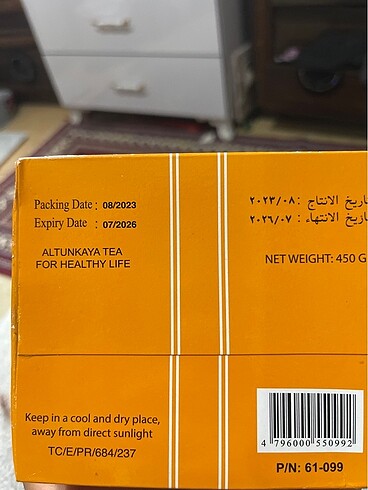 Packing Date : 08/2023
Expiry Date : 07/2026
ALTUNKAYA TEA
FOR HEALTHY LIFE
اريخ الانتاج : ٢٠٢٣/٠٨
اريخ الانتهاء : ٢٠٢٦/٠٧
NET WEIGHT: 450 G
Keep in a cool and dry place,
away from direct sunlight
TC/E/PR/684/237
4 796000 550992
P/N: 61-099